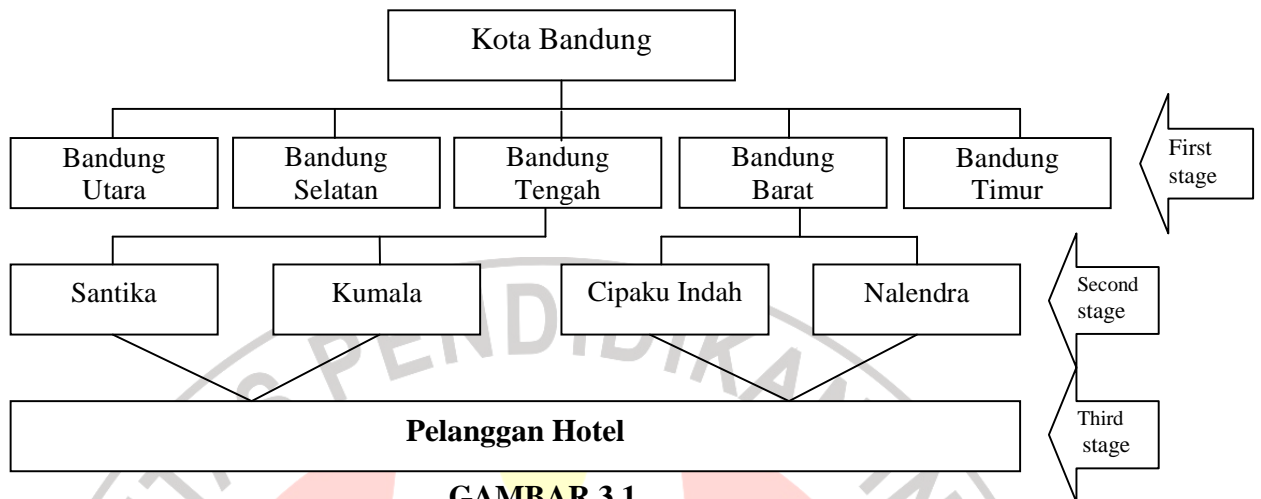 Kota Bandung
Bandung
Utara
Bandung
Selatan
Bandung
Tengah
Bandung
Barat
Bandung
Timur
First
stage
Santika
Kumala
Cipaku Indah
Nalendra
Second
stage
Pelanggan Hotel
Third
stage
GAMBAR 3.1
PENDIDIKAN